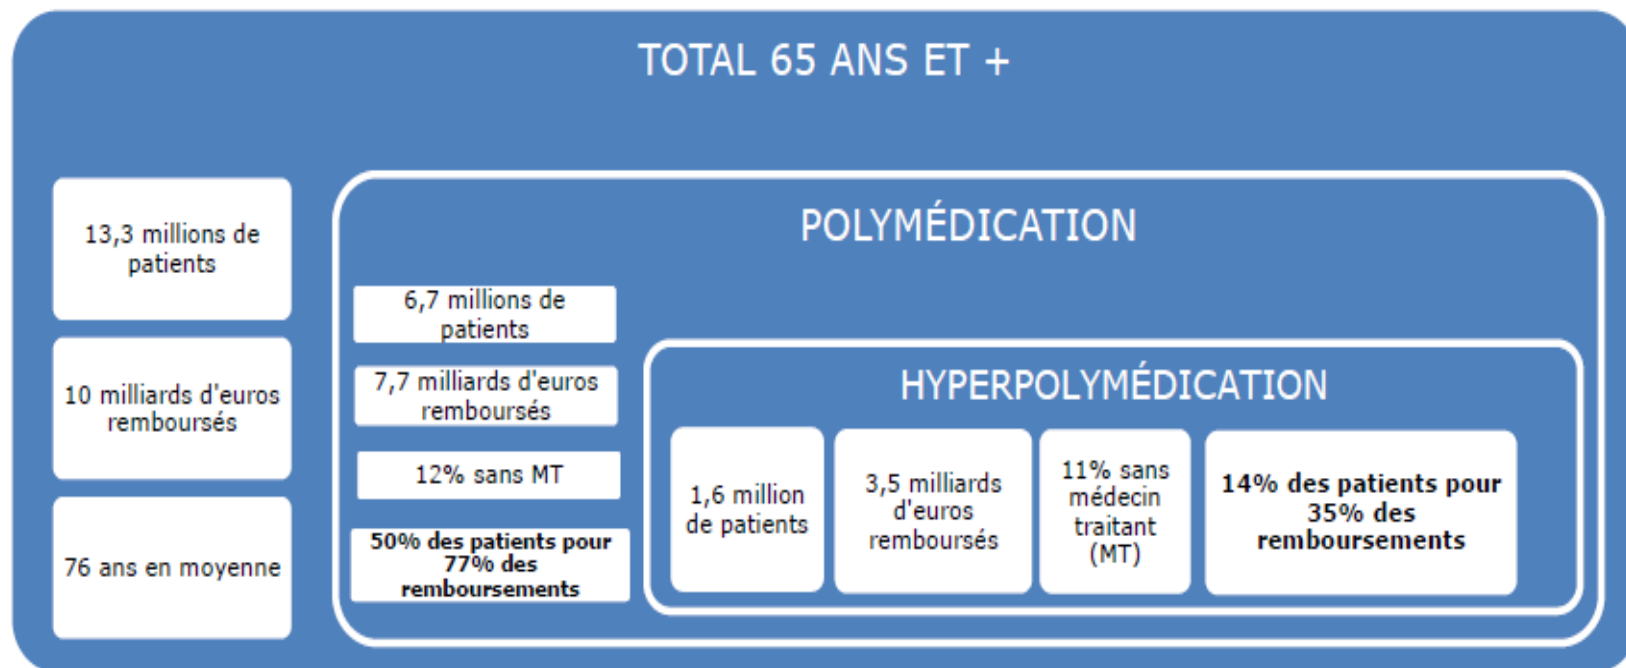 TOTAL 65 ANS ET +
13,3 millions de
patients
10 milliards d'euros
remboursés
76 ans en moyenne
POLYMÉDICATION
6,7 millions de
patients
7,7 milliards d'euros
remboursés
12% sans MT
50% des patients pour
77% des
remboursements
HYPERPOLYMÉDICATION
1,6 million
de patients
3,5 milliards
d'euros
remboursés
11% sans
médecin
traitant
(MT)
14% des patients pour
35% des
remboursements